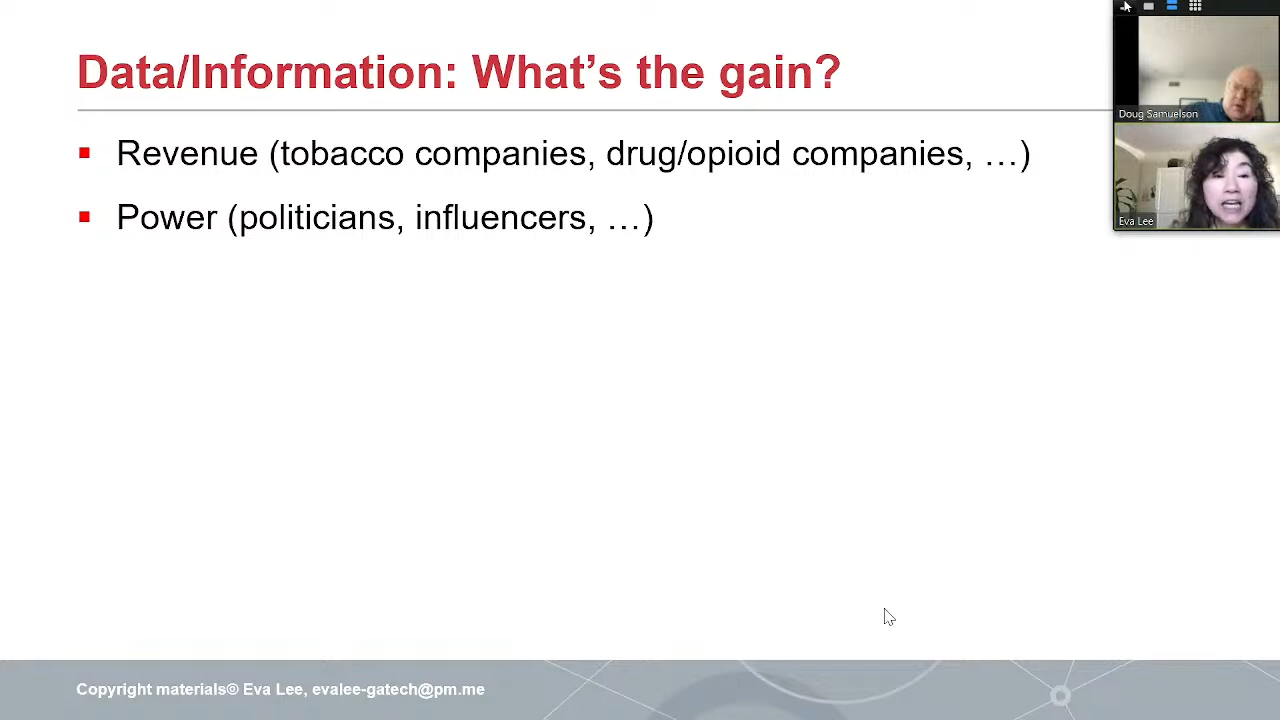 Data/Information: What’s the gain?
Revenue (tobacco companies, drug/opioid companies, …)
Power (politicians, influencers, …)
Doug Samuelson
Eva Lee
Copyright materials© Eva Lee, evalee-gatech@pm.me